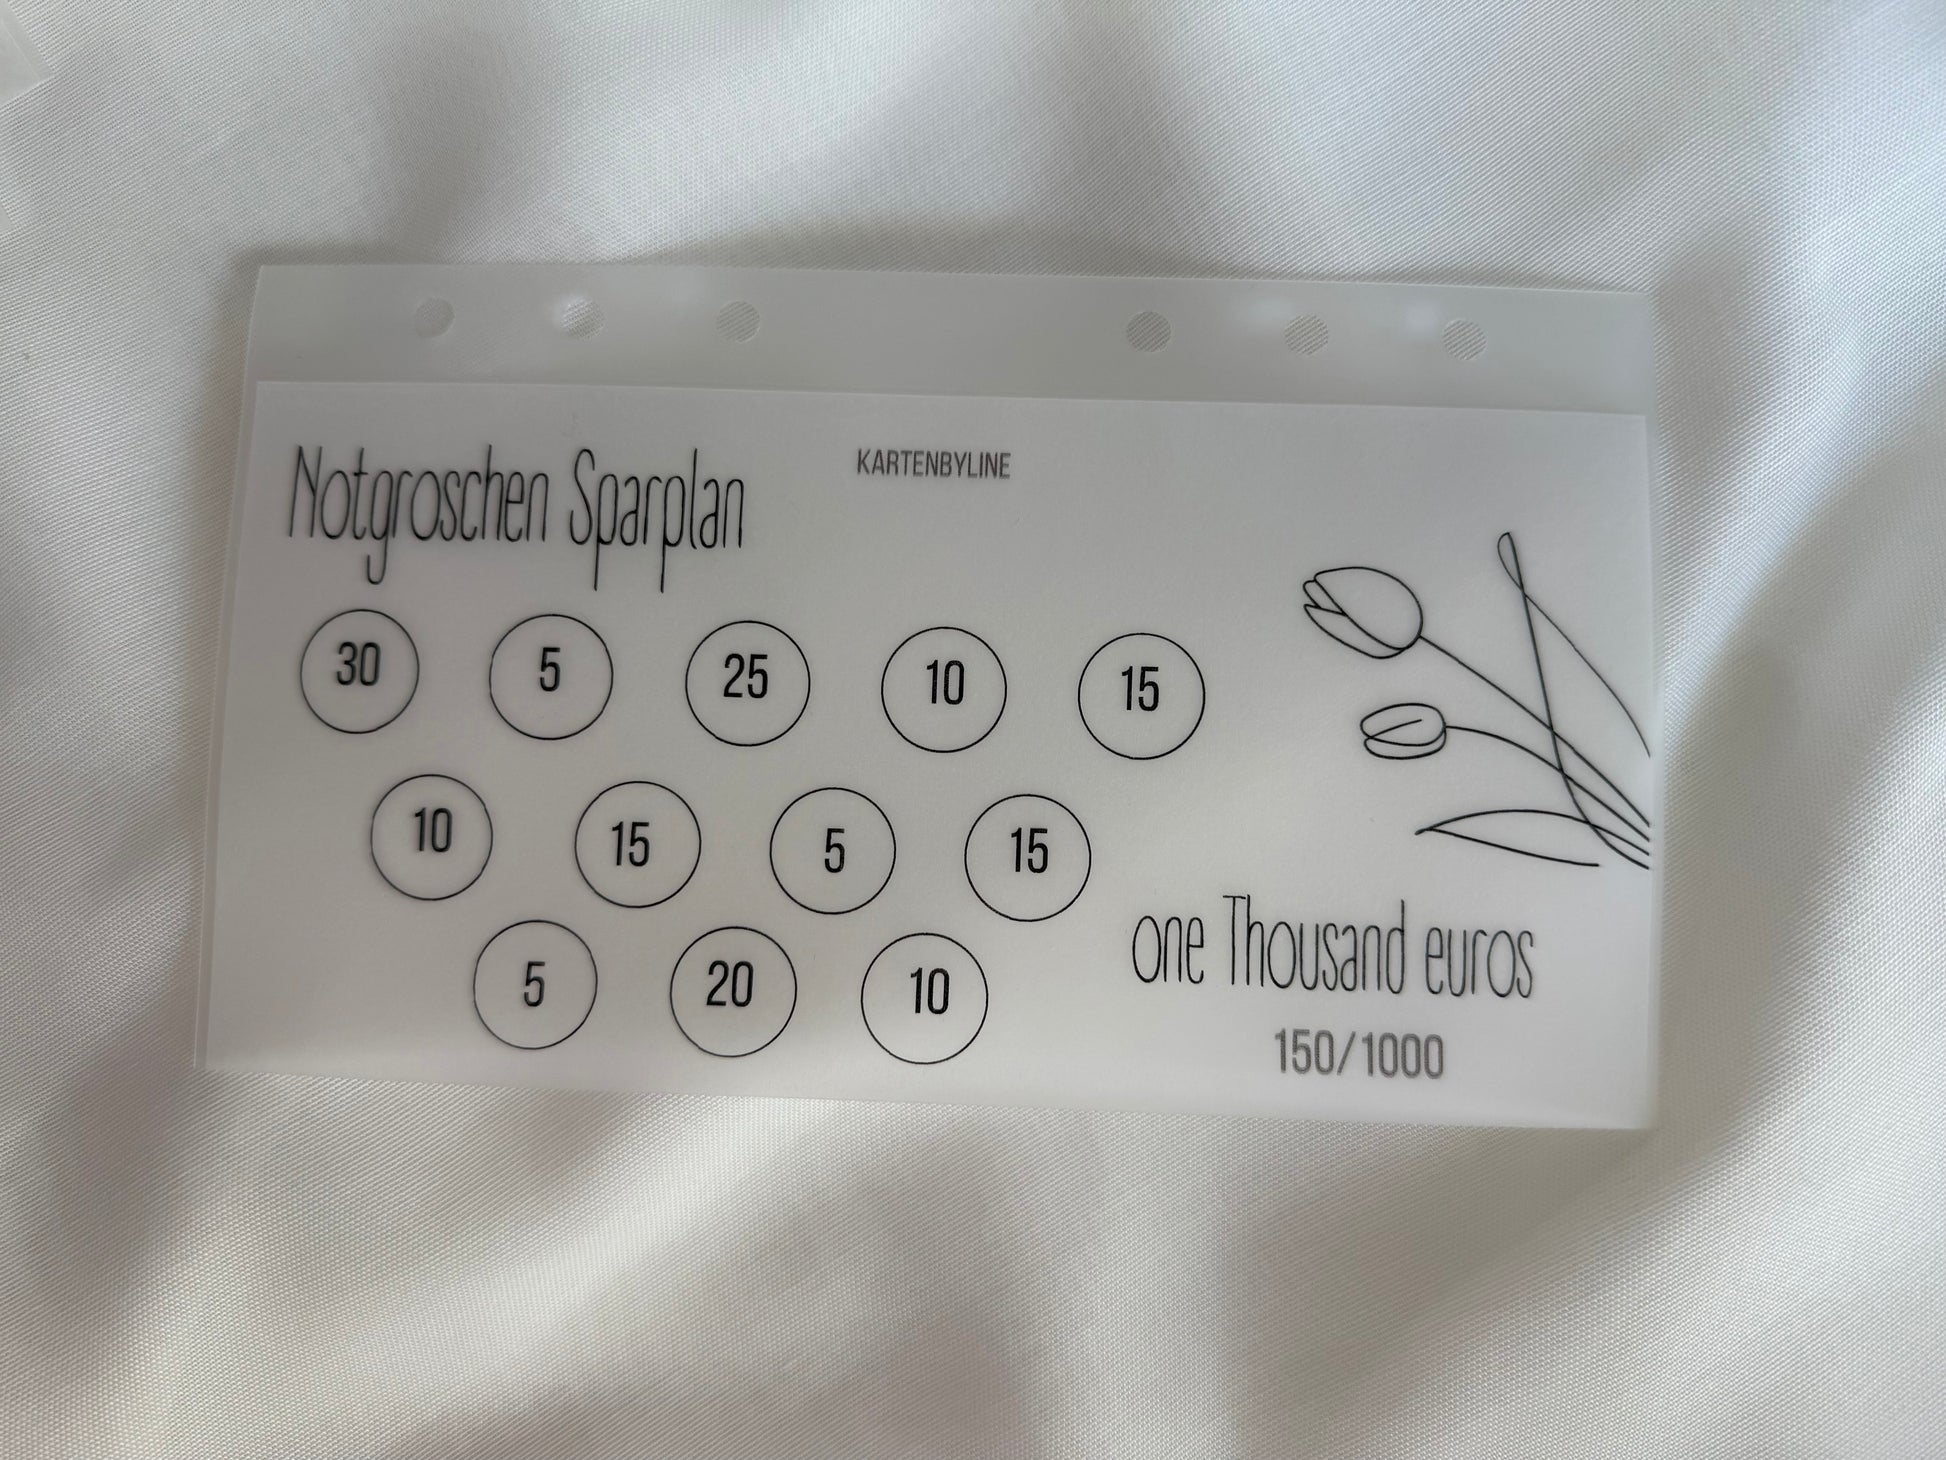 Notgroschen Sparplan
KARTENBYLINE
30 5 25 10 15
10 15 5 15
5 20 10
one Thousand euros
150/1000